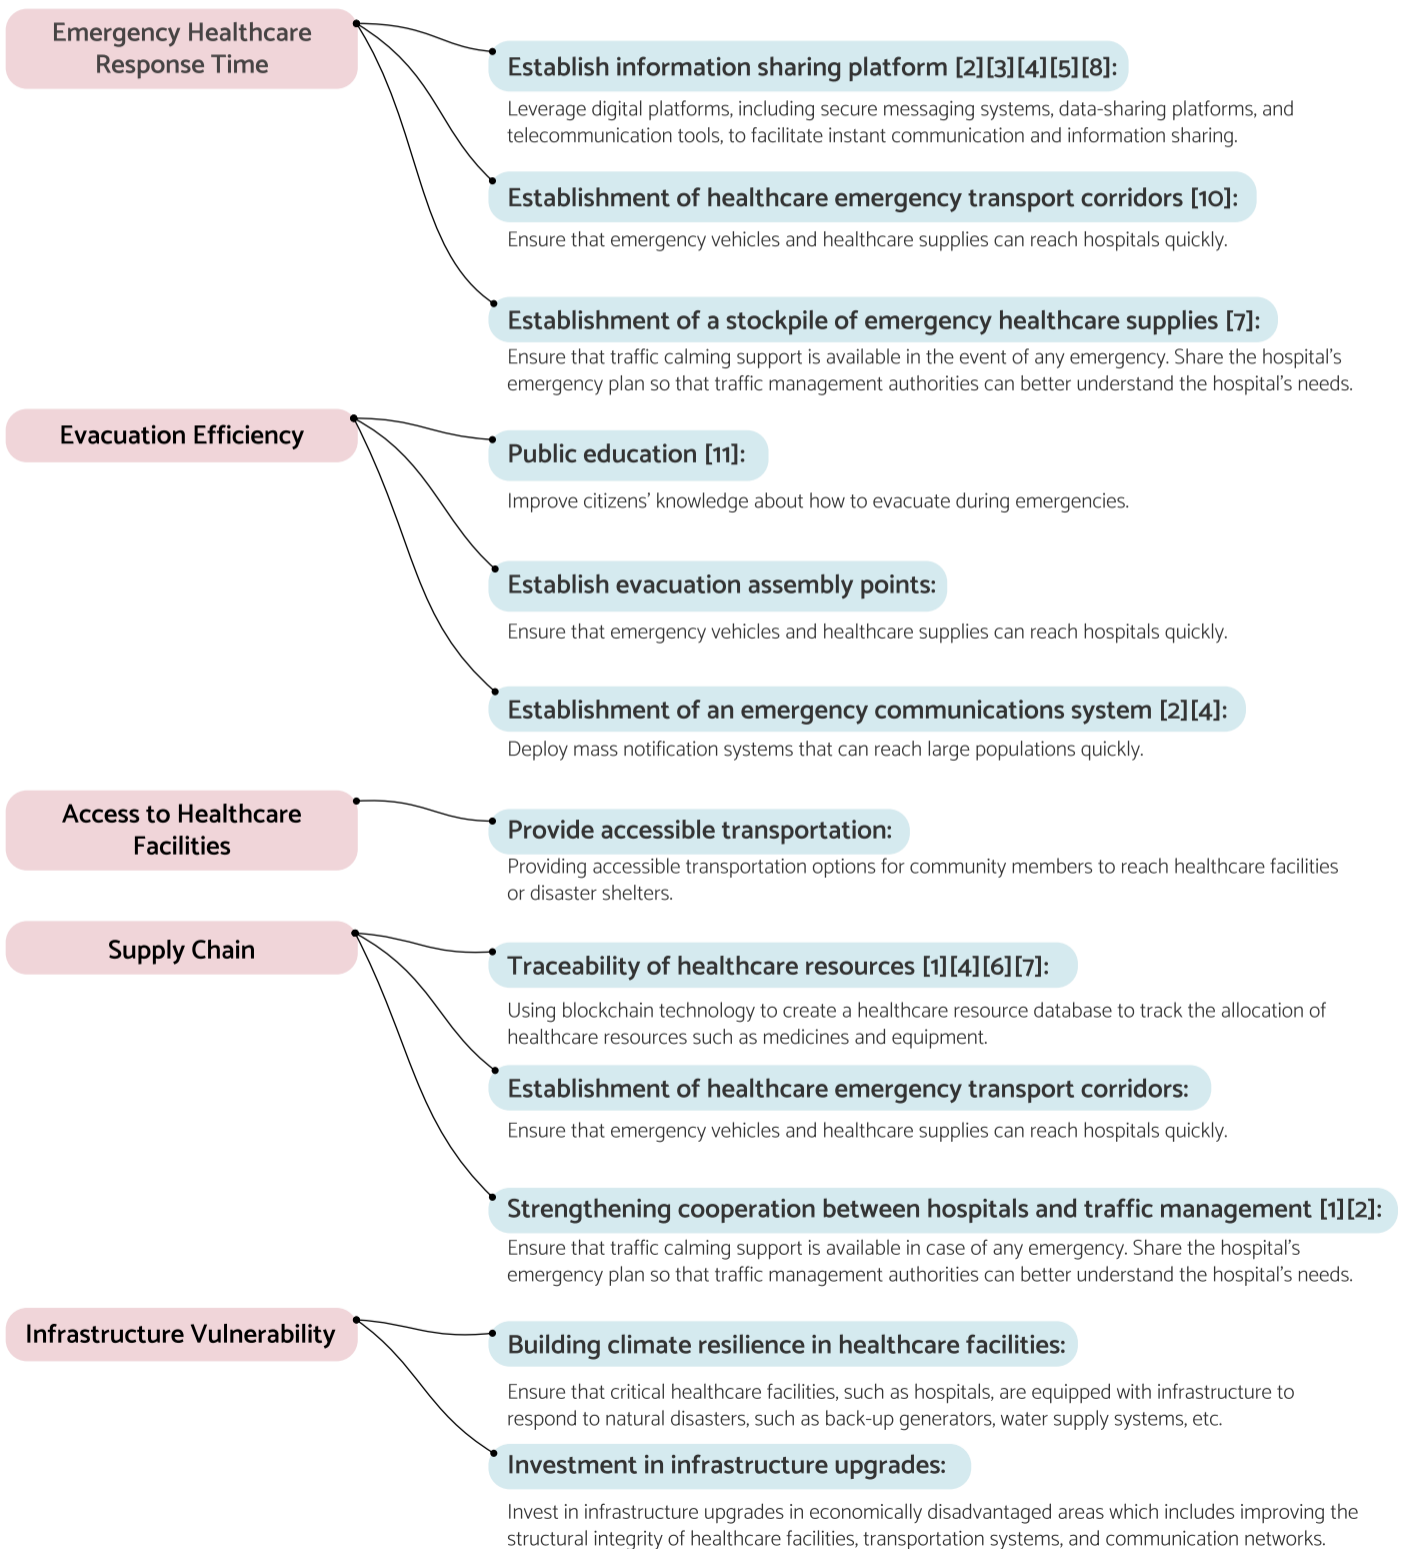 Emergency Healthcare
Response Time
Establish information sharing platform [2][3][4][5][8]:
Leverage digital platforms, including secure messaging systems, data-sharing platforms, and
telecommunication tools, to facilitate instant communication and information sharing.
Establishment of healthcare emergency transport corridors [10]:
Ensure that emergency vehicles and healthcare supplies can reach hospitals quickly.
Establishment of a stockpile of emergency healthcare supplies [7]:
Ensure that traffic calming support is available in the event of any emergency. Share the hospital's
emergency plan so that traffic management authorities can better understand the hospital's needs.
Evacuation Efficiency
Public education [11]:
Improve citizens' knowledge about how to evacuate during emergencies.
Establish evacuation assembly points:
Ensure that emergency vehicles and healthcare supplies can reach hospitals quickly.
Establishment of an emergency communications system [2][4]:
Deploy mass notification systems that can reach large populations quickly.
Access to Healthcare
Facilities
Provide accessible transportation:
Providing accessible transportation options for community members to reach healthcare facilities
or disaster shelters.
Supply Chain
Traceability of healthcare resources [1][4][6][7]:
Using blockchain technology to create a healthcare resource database to track the allocation of
healthcare resources such as medicines and equipment.
Establishment of healthcare emergency transport corridors:
Ensure that emergency vehicles and healthcare supplies can reach hospitals quickly.
Strengthening cooperation between hospitals and traffic management [1][2]:
Ensure that traffic calming support is available in case of any emergency. Share the hospital's
emergency plan so that traffic management authorities can better understand the hospital's needs.
Infrastructure Vulnerability
Building climate resilience in healthcare facilities:
Ensure that critical healthcare facilities, such as hospitals, are equipped with infrastructure to
respond to natural disasters, such as back-up generators, water supply systems, etc.
Investment in infrastructure upgrades:
Invest in infrastructure upgrades in economically disadvantaged areas which includes improving the
structural integrity of healthcare facilities, transportation systems, and communication networks.